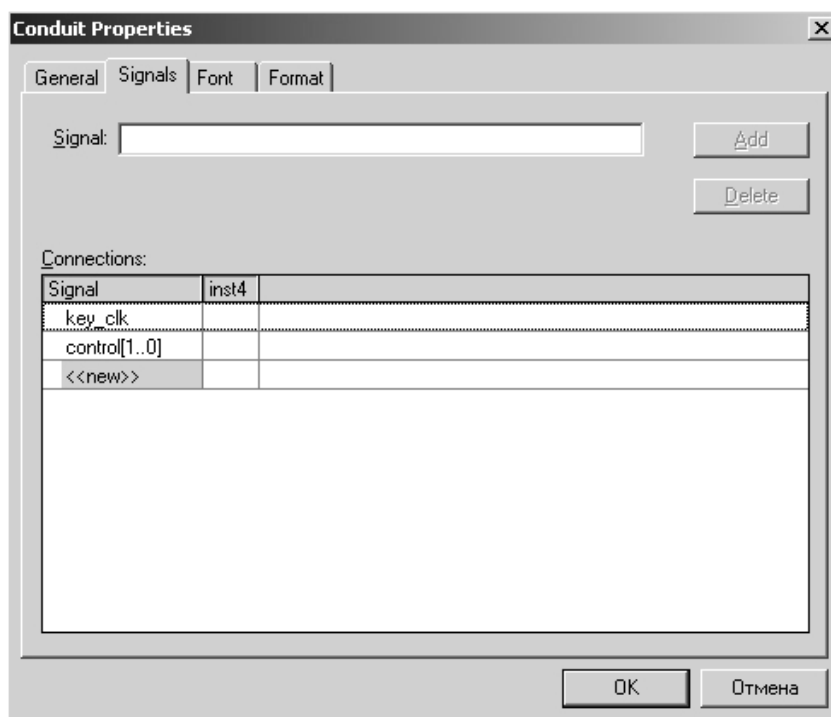 Conduit Properties
General Signals Font Format
Signal: Add
Delete
Connections:
Signal inst4
key_clk
control[1..0]
<<new>>
OK Отмена